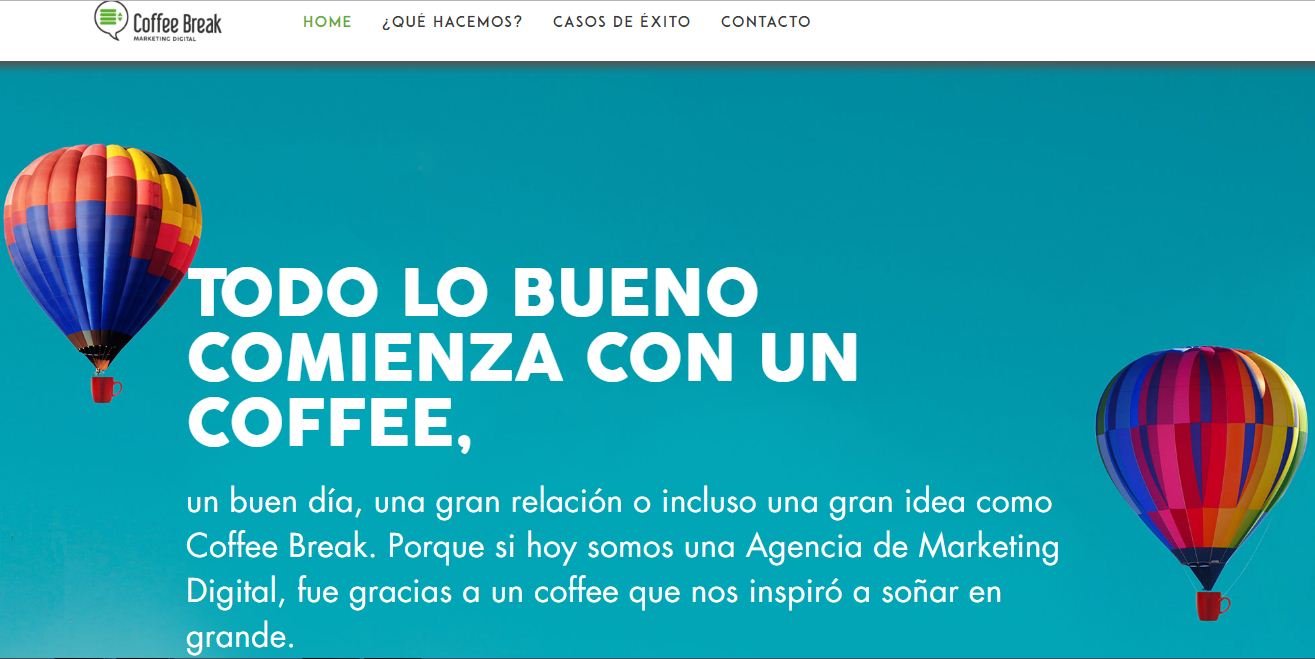 Coffee Break
MARKETING DIGITAL
HOME ¿QUÉ HACEMOS? CASOS DE ÉXITO CONTACTO
TODO LO BUENO
COMIENZA CON UN
COFFEE,
un buen día, una gran relación o incluso una gran idea como
Coffee Break. Porque si hoy somos una Agencia de Marketing
Digital, fue gracias a un coffee que nos inspiró a soñar en
grande.